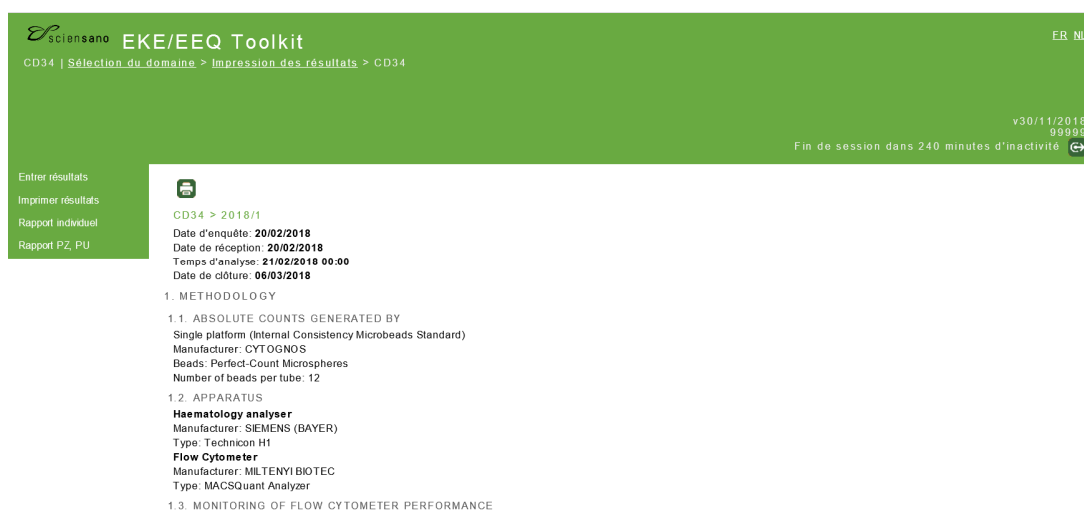 sciensano EKE/EEQ Toolkit
FR NL
CD34 | Sélection du domaine > Impression des résultats > CD34
v30/11/2018
99999
Fin de session dans 240 minutes d'inactivité
Entrer résultats
Imprimer résultats
Rapport individuel
Rapport PZ, PU
CD34 > 2018/1
Date d'enquête: 20/02/2018
Date de réception: 20/02/2018
Temps d'analyse: 21/02/2018 00:00
Date de clôture: 06/03/2018
1. METHODOLOGY
1.1. ABSOLUTE COUNTS GENERATED BY
Single platform (Internal Consistency Microbeads Standard)
Manufacturer: CYTOGNOS
Beads: Perfect-Count Microspheres
Number of beads per tube: 12
1.2. APPARATUS
Haematology analyser
Manufacturer: SIEMENS (BAYER)
Type: Technicon H1
Flow Cytometer
Manufacturer: MILTENYI BIOTEC
Type: MACSQuant Analyzer
1.3. MONITORING OF FLOW CYTOMETER PERFORMANCE